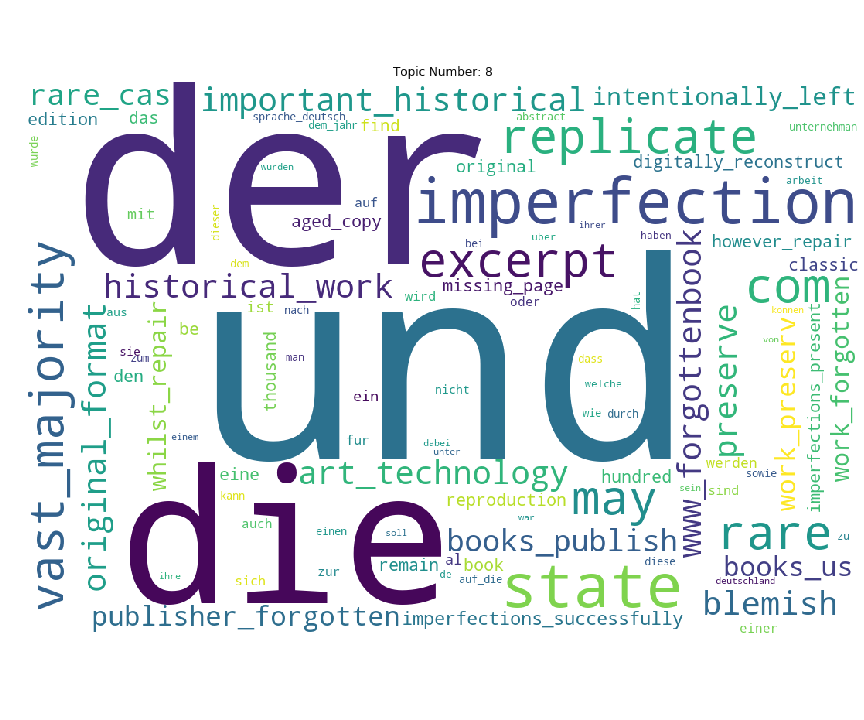 Topic Number: 8
rare_cas
important_historical
intentionally_left
edition
das
sprache_deutsch
dem_jahr
find
abstract
replicate
unternehman
wurde
der
wurden
original
digitally_reconstruct
arbeit
mit
dieser
auf
aged_copy
imperfection
ihrer
dem
bei
uber
haben
however_repair
vast_majority
historical_work
excerpt
missing_page
www_forgottenbook
classic
com
original_format
aus
whilst_repair
be
ist
nach
wird
oder
hat
preserve
konnen
work_preserv
imperfections_present
work_forgotten
sie
zum
den
thousand
man
und
dass
von
ein
nicht
welche
wie
durch
einem
fur
dabei
unter
die
eine
art_technology
hundred
werden
sowie
kann
reproduction
may
sein
sind
auch
einen
soll
war
books_publish
rare
zu
ihre
sich
zur
remain
al
de
book
auf_die
diese
books_us
deutschland
state
blemish
publisher_forgotten
imperfections_successfully
einer